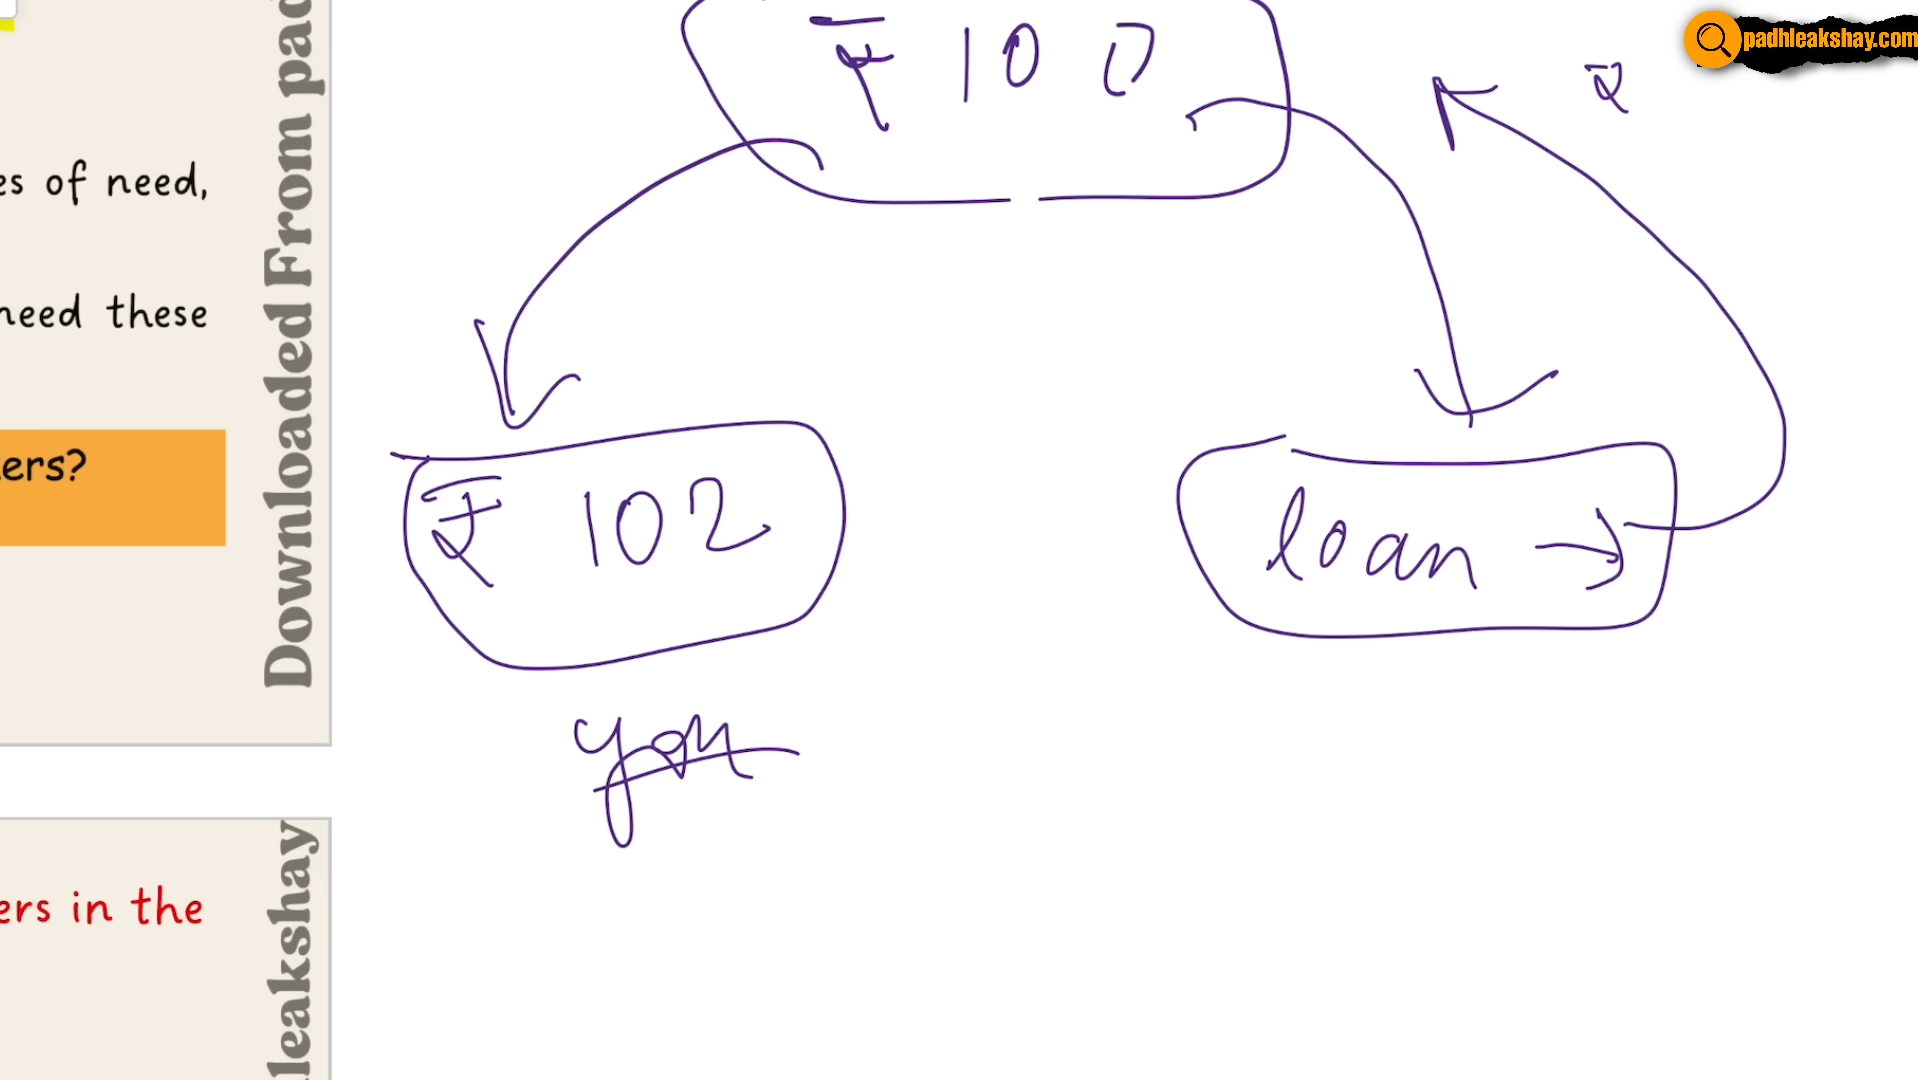 padhleakshay.com
₹ 100
₹
es of need,
need these
ers?
Downloaded From pad
₹ 102
loan →
you
ers in the
leakshay